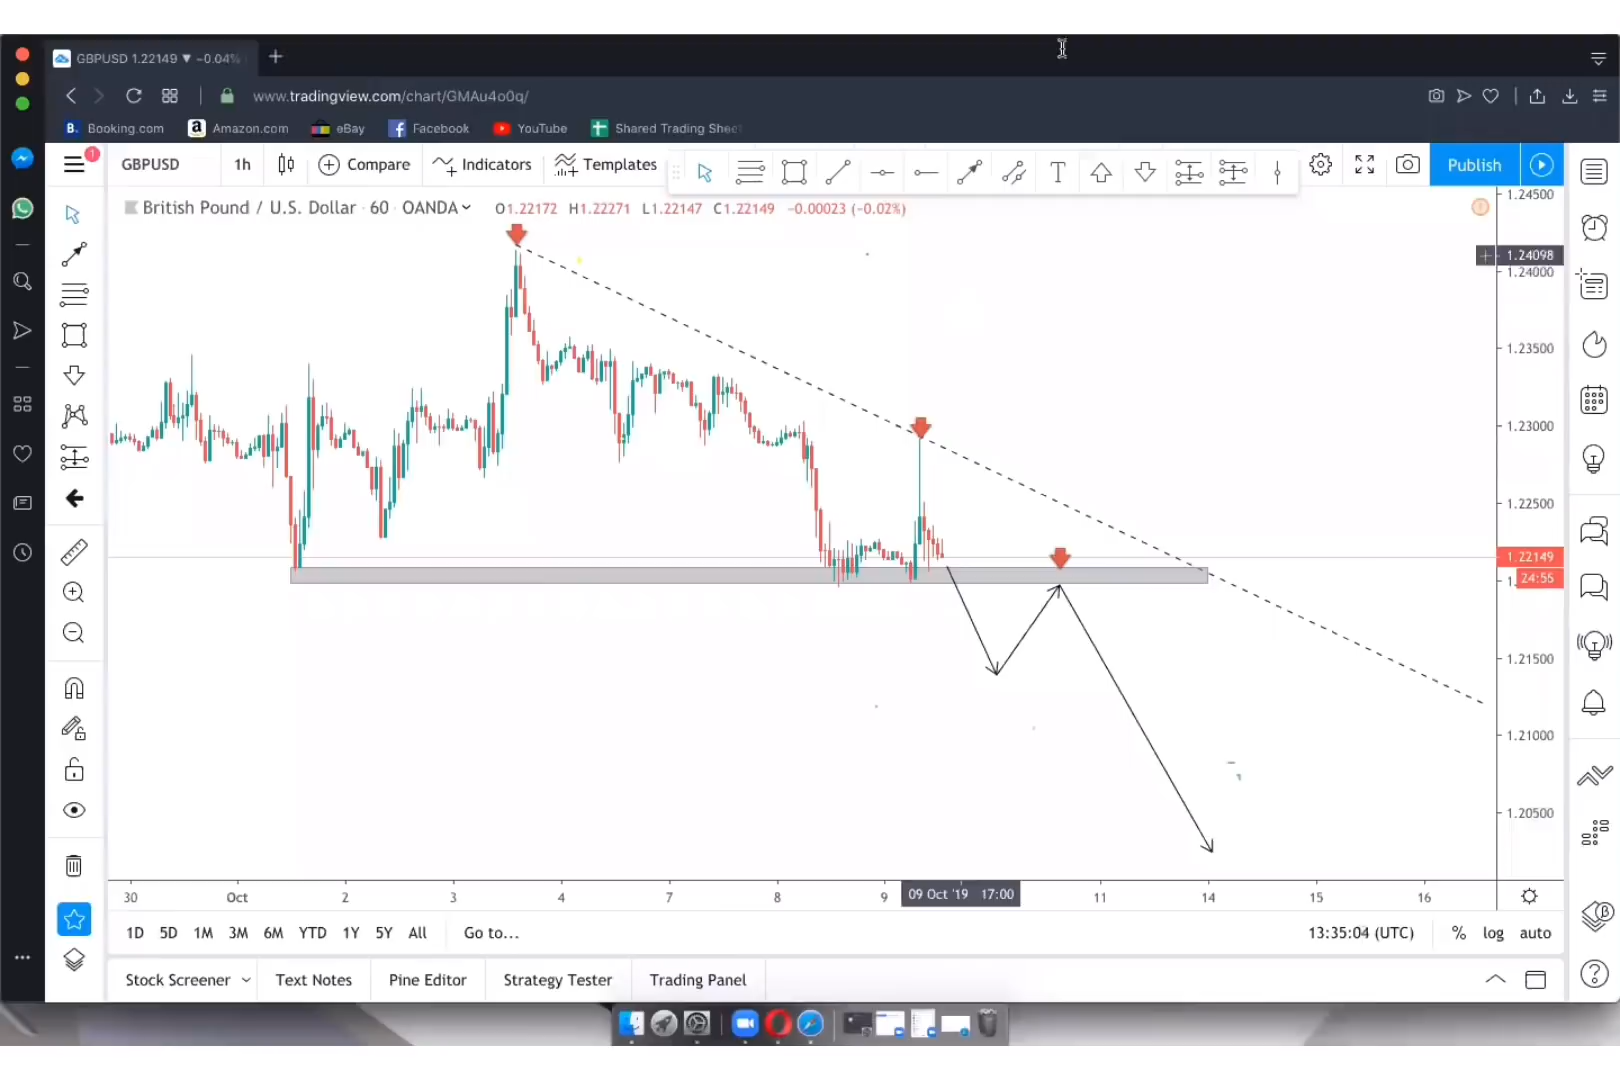 GBPUSD 1.22149 ▼ −0.04%
www.tradingview.com/chart/GMAu4o0q/
B. Booking.com a Amazon.com eBay Facebook YouTube Shared Trading Sheet
1 GBPUSD 1h Compare Indicators Templates T Publish
British Pound / U.S. Dollar · 60 · OANDA O1.22172 H1.22271 L1.22147 C1.22149 −0.00023 (−0.02%)
1.24500
1.24098
1.24000
1.23500
1.23000
1.22500
1.22149
24:55
1.21500
1.21000
1.20500
30 Oct 2 3 4 7 8 9 09 Oct '19 17:00 11 14 15 16
1D 5D 1M 3M 6M YTD 1Y 5Y All Go to... 13:35:04 (UTC) % log auto
Stock Screener Text Notes Pine Editor Strategy Tester Trading Panel